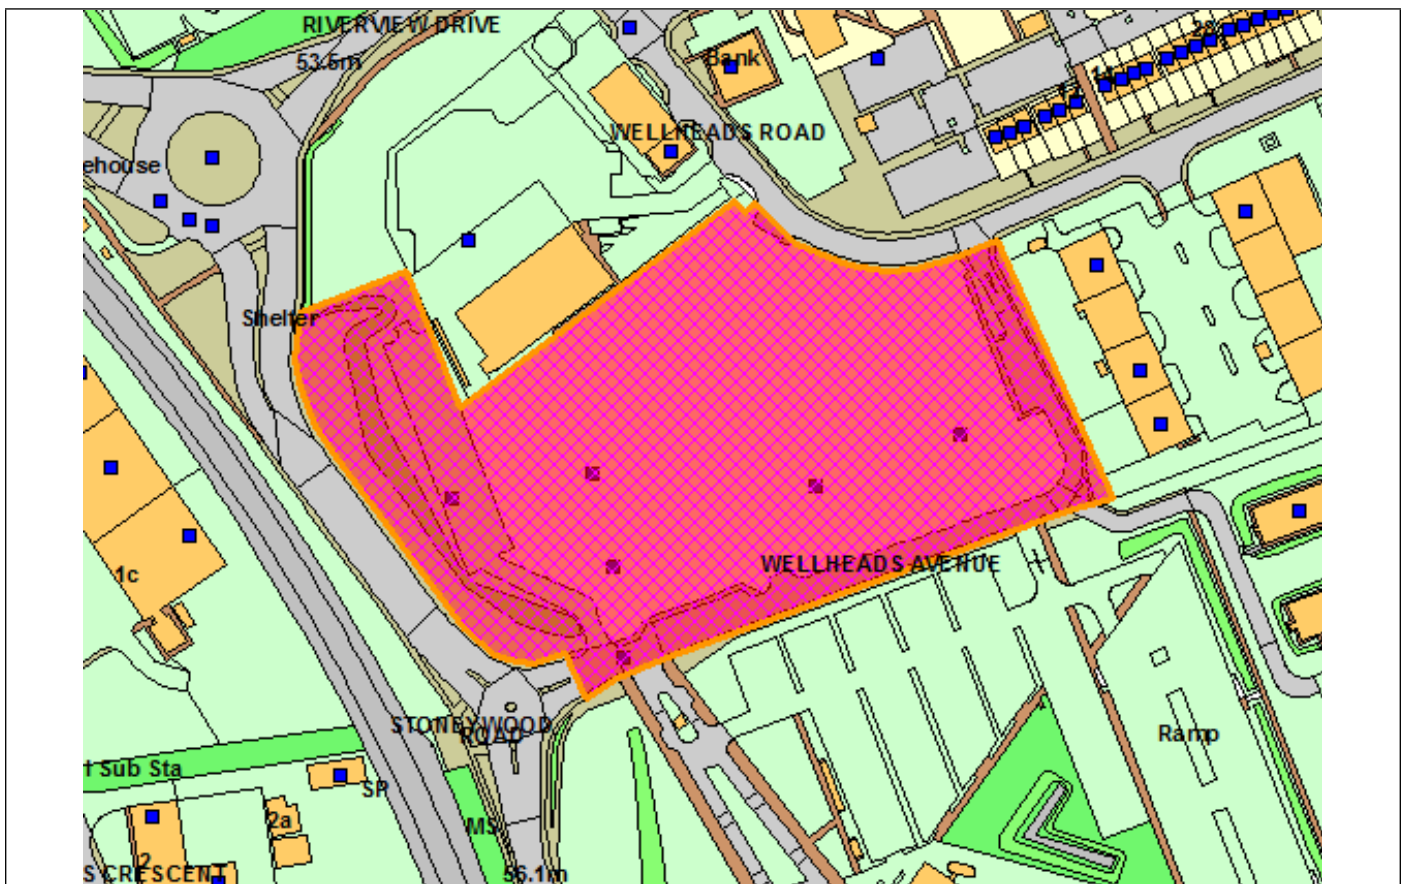 RIVERVIEW DRIVE
53.5m
Bank
WELLHEADS ROAD
ehouse
Shelter
WELLHEADS AVENUE
1c
STONEYWOOD
ROAD
Ramp
Sub Sta
SP
2a
MS
2
S CRESCENT
56.1m